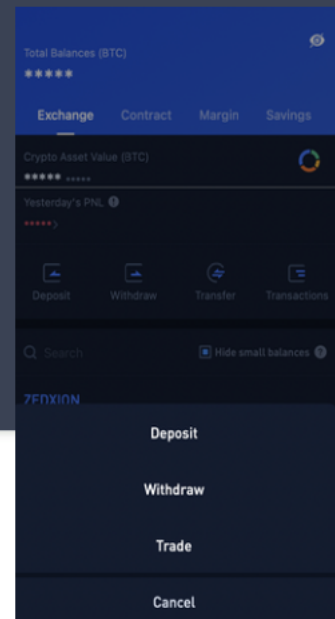 Total Balances (BTC)
*****
Exchange Contract Margin Savings
Crypto Asset Value (BTC)
***** .....
Yesterday's PNL
*****>
Deposit Withdraw Transfer Transactions
Search Hide small balances
ZEDXION
Deposit
Withdraw
Trade
Cancel